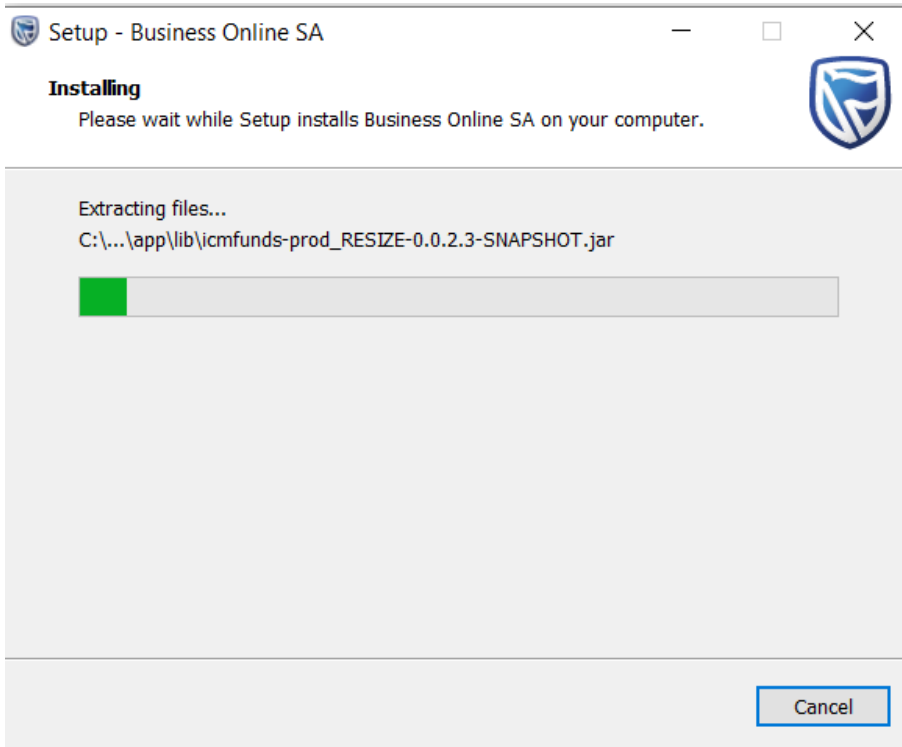 Setup - Business Online SA
Installing
Please wait while Setup installs Business Online SA on your computer.
Extracting files...
C:\...\app\lib\icmfunds-prod_RESIZE-0.0.2.3-SNAPSHOT.jar
Cancel